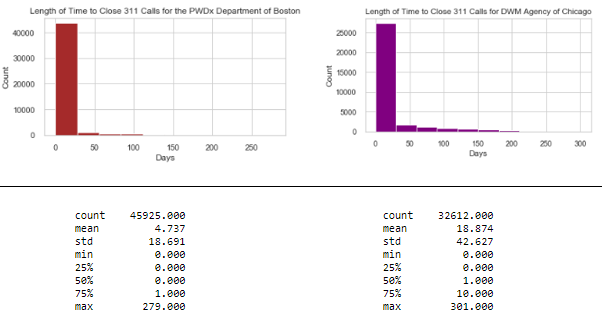 Length of Time to Close 311 Calls for the PWDx Department of Boston
40000
30000
20000
10000
0
Count
0 50 100 150 200 250
Days
Length of Time to Close 311 Calls for DWM Agency of Chicago
25000
20000
15000
10000
5000
0
Count
0 50 100 150 200 250 300
Days
count 45925.000
mean 4.737
std 18.691
min 0.000
25% 0.000
50% 0.000
75% 1.000
max 279.000
count 32612.000
mean 18.874
std 42.627
min 0.000
25% 0.000
50% 1.000
75% 10.000
max 301.000